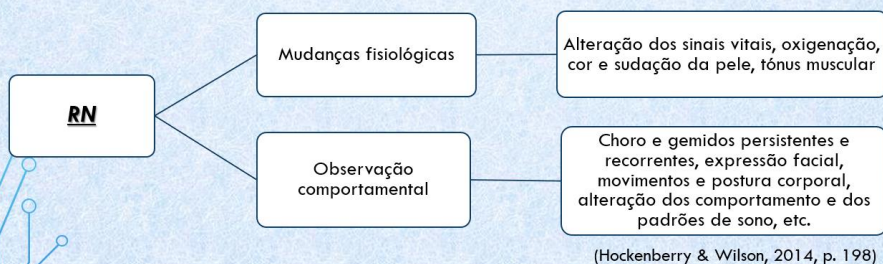 RN
Mudanças fisiológicas
Alteração dos sinais vitais, oxigenação,
cor e sudação da pele, tónus muscular
Observação
comportamental
Choro e gemidos persistentes e
recorrentes, expressão facial,
movimentos e postura corporal,
alteração dos comportamento e dos
padrões de sono, etc.
(Hockenberry & Wilson, 2014, p. 198)